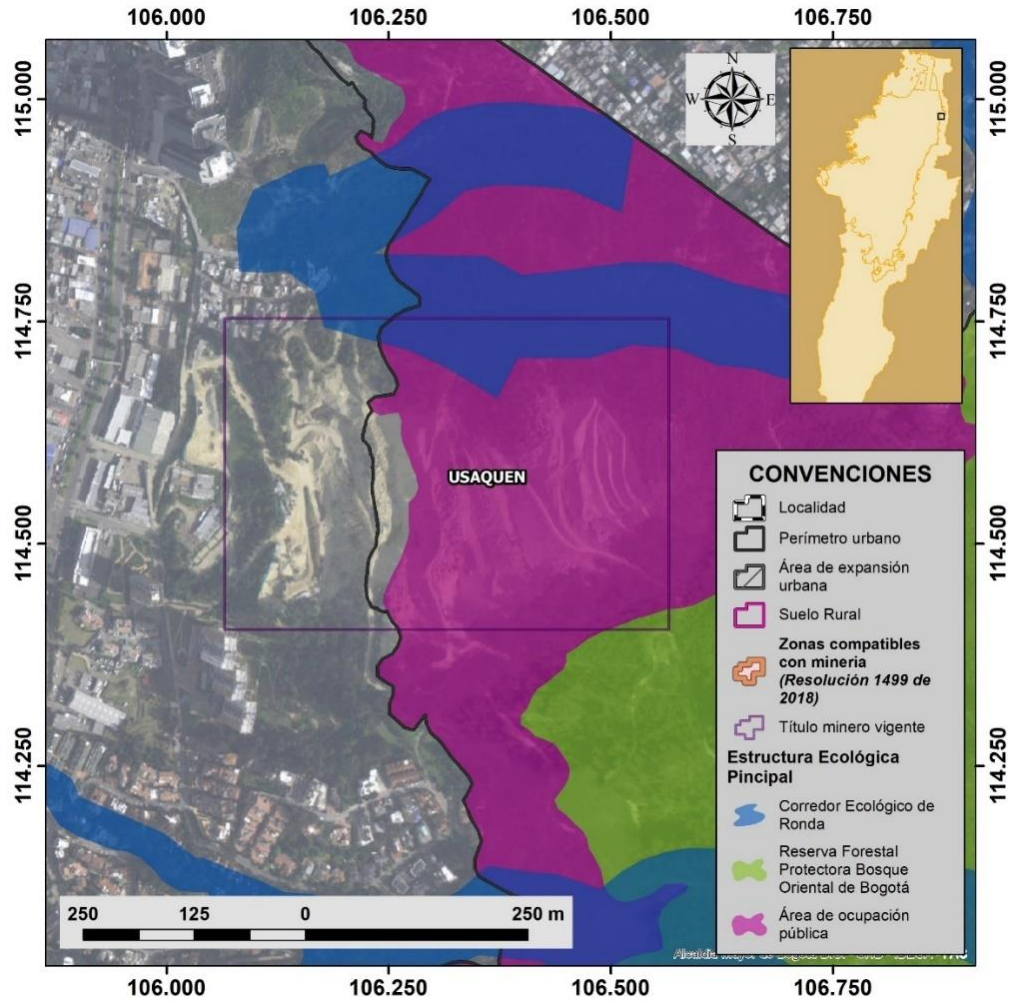 106.000 106.250 106.500 106.750
115.000
114.750
114.500
114.250
115.000
114.750
114.500
114.250
N
W E
S
USAQUEN
CONVENCIONES
Localidad
Perímetro urbano
Área de expansión
urbana
Suelo Rural
Zonas compatibles
con mineria
(Resolución 1499 de
2018)
Título minero vigente
Estructura Ecológica
Pincipal
Corredor Ecológico de
Ronda
Reserva Forestal
Protectora Bosque
Oriental de Bogotá
Área de ocupación
pública
250 125 0 250 m
Alcaldía Mayor de Bogotá
106.000 106.250 106.500 106.750